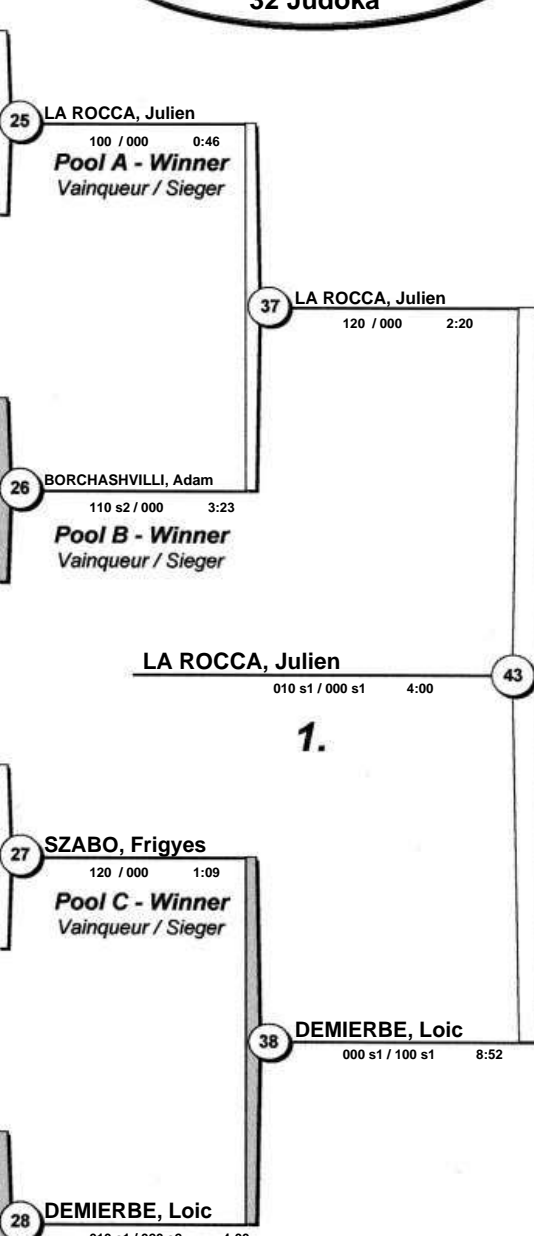 32 Judoka
25
LA ROCCA, Julien
100 / 000 0:46
Pool A - Winner
Vainqueur / Sieger
37
LA ROCCA, Julien
120 / 000 2:20
26
BORCHASHVILLI, Adam
110 s2 / 000 3:23
Pool B - Winner
Vainqueur / Sieger
LA ROCCA, Julien
43
010 s1 / 000 s1 4:00
1.
27
SZABO, Frigyes
120 / 000 1:09
Pool C - Winner
Vainqueur / Sieger
38
DEMIERBE, Loic
000 s1 / 100 s1 8:52
28
DEMIERBE, Loic